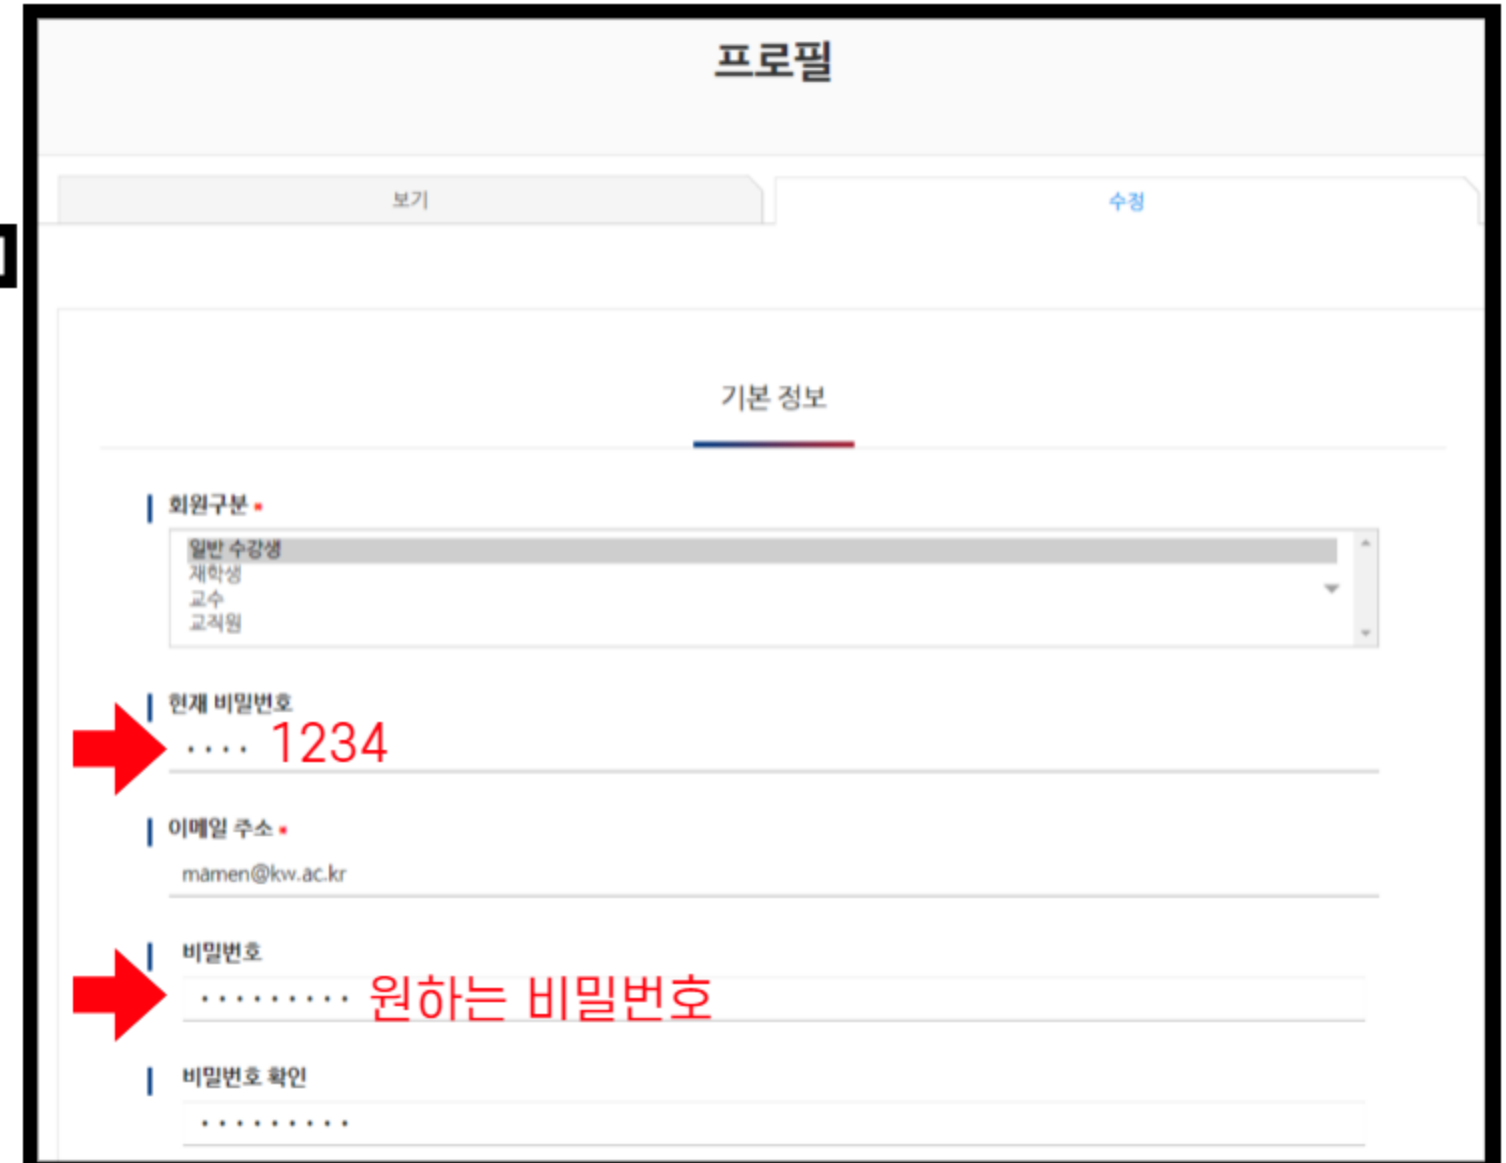 프로필
보기
수정
기본 정보
회원구분
일반 수강생
재학생
교수
교직원
현재 비밀번호
···· 1234
이메일 주소
mamen@kw.ac.kr
비밀번호
········· 원하는 비밀번호
비밀번호 확인
·········